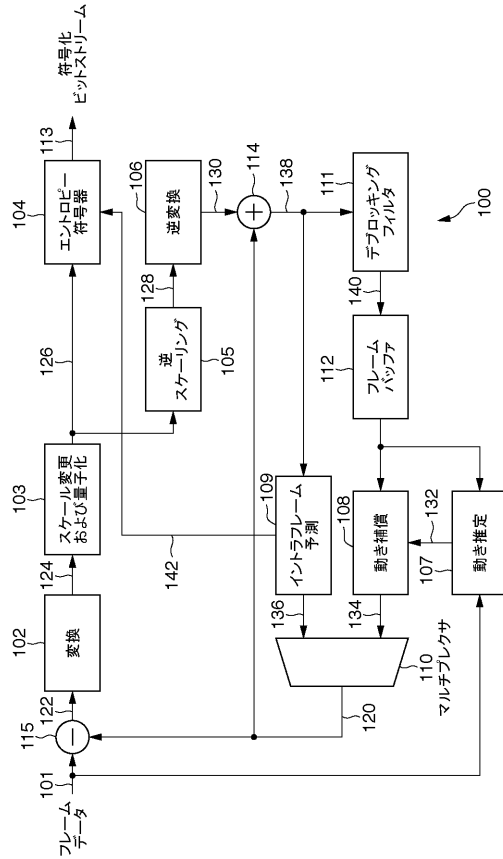 フレーム
データ
101
115
122
102
変換
124
103
スケール変更
および量子化
126
104
エントロピー
符号器
113
符号化
ビットストリーム
105
逆
スケーリング
128
106
逆変換
130
114
138
142
109
イントラフレーム
予測
136
120
110
マルチプレクサ
134
108
動き補償
132
107
動き推定
112
フレーム
バッファ
140
111
デブロッキング
フィルタ
100